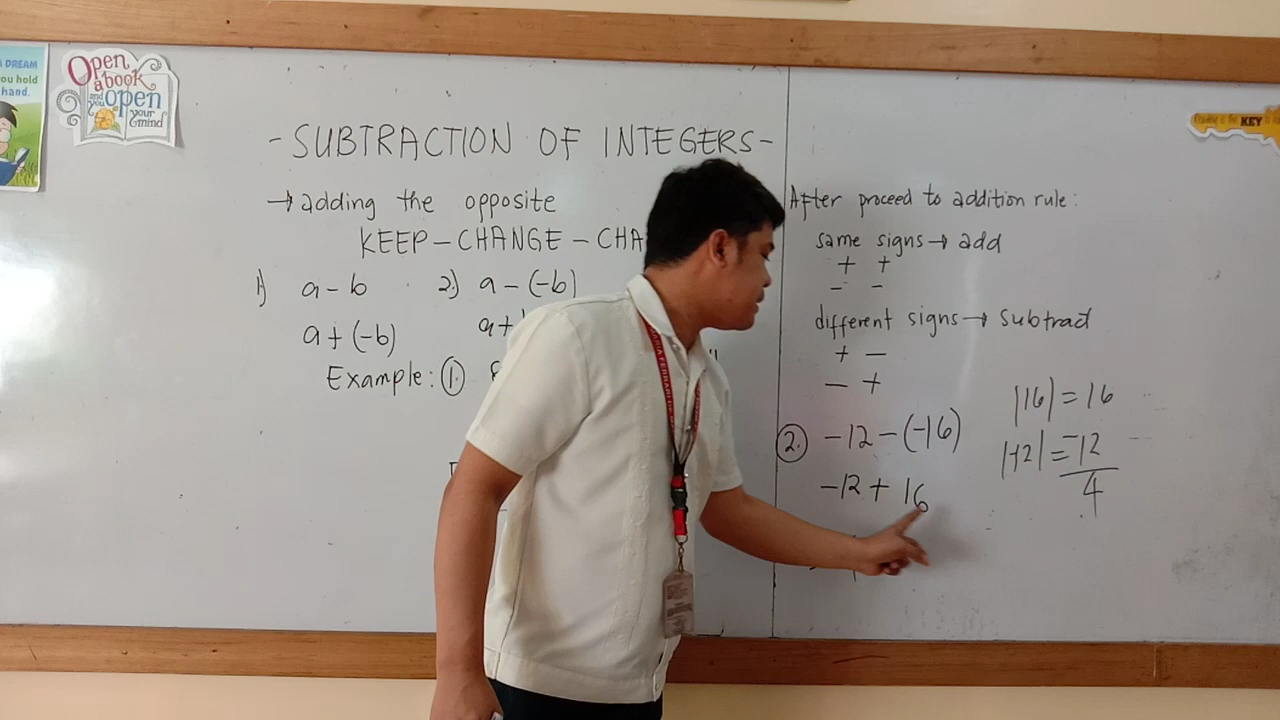 A DREAM
you hold
hand.
Open
a book
and you
open
your
mind
- SUBTRACTION OF INTEGERS -
→ adding the opposite
KEEP - CHANGE -
1) a - b
2.) a - (-b)
a + (-b)
a +
Example: 1.
After proceed to addition rule:
same signs → add
+ +
- -
different signs → subtract
+ -
- +
2. -12 - (-16)
-12 + 16
|16| = 16
|-12| = -12
4
is the KEY